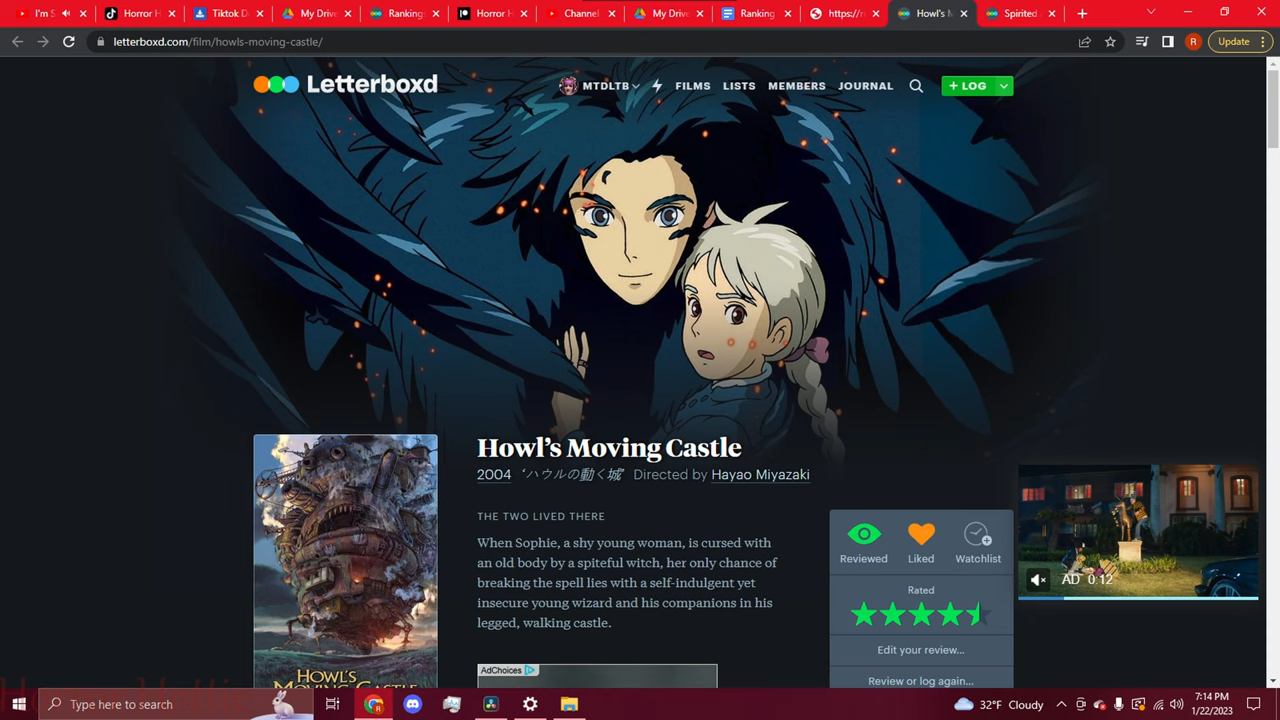 I'm S
Horror H
Tiktok D
My Drive
Rankings
Horror H
Channel
My Drive
Ranking
https://r
Howl's M
Spirited A
letterboxd.com/film/howls-moving-castle/
R
Update
Letterboxd
MTDLTB
FILMS
LISTS
MEMBERS
JOURNAL
+ LOG
Howl's Moving Castle
2004 'ハウルの動く城' Directed by Hayao Miyazaki
THE TWO LIVED THERE
When Sophie, a shy young woman, is cursed with
an old body by a spiteful witch, her only chance of
breaking the spell lies with a self-indulgent yet
insecure young wizard and his companions in his
legged, walking castle.
AdChoices
HOWL'S
MOVING CASTLE
Reviewed
Liked
Watchlist
Rated
Edit your review...
Review or log again...
AD 0:12
Type here to search
32°F Cloudy
7:14 PM
1/22/2023